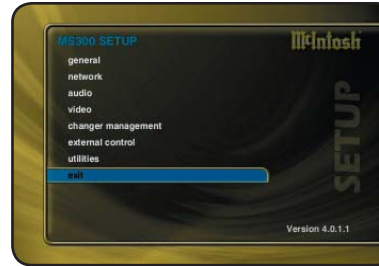 MS300 SETUP
McIntosh
general
network
audio
video
changer management
external control
utilities
exit
SETUP
Version 4.0.1.1